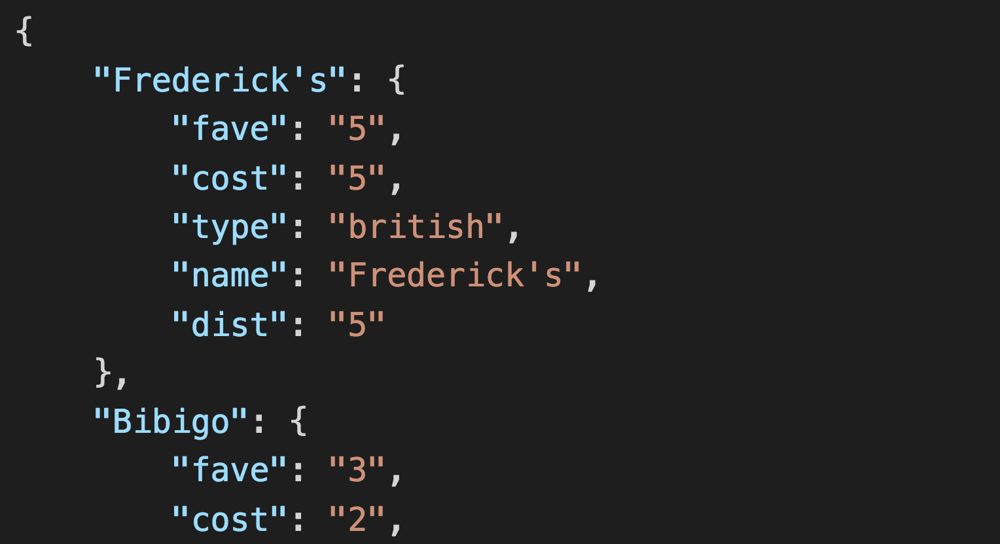 {
    "Frederick's": {
        "fave": "5",
        "cost": "5",
        "type": "british",
        "name": "Frederick's",
        "dist": "5"
    },
    "Bibigo": {
        "fave": "3",
        "cost": "2",